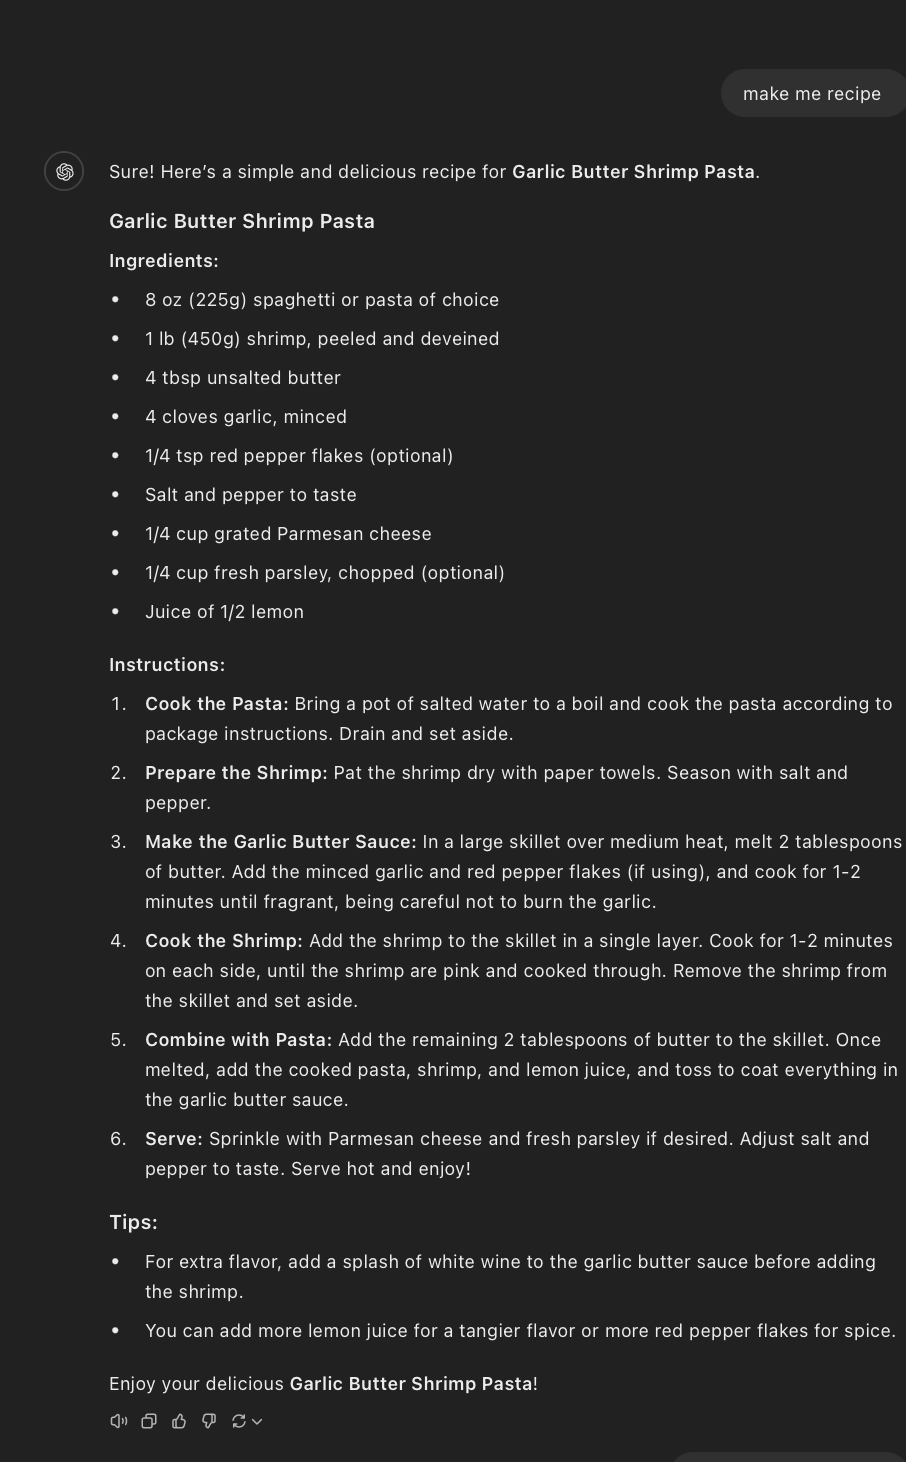 make me recipe
Sure! Here’s a simple and delicious recipe for Garlic Butter Shrimp Pasta.
Garlic Butter Shrimp Pasta
Ingredients:
• 8 oz (225g) spaghetti or pasta of choice
• 1 lb (450g) shrimp, peeled and deveined
• 4 tbsp unsalted butter
• 4 cloves garlic, minced
• 1/4 tsp red pepper flakes (optional)
• Salt and pepper to taste
• 1/4 cup grated Parmesan cheese
• 1/4 cup fresh parsley, chopped (optional)
• Juice of 1/2 lemon
Instructions:
1. Cook the Pasta: Bring a pot of salted water to a boil and cook the pasta according to
package instructions. Drain and set aside.
2. Prepare the Shrimp: Pat the shrimp dry with paper towels. Season with salt and
pepper.
3. Make the Garlic Butter Sauce: In a large skillet over medium heat, melt 2 tablespoons
of butter. Add the minced garlic and red pepper flakes (if using), and cook for 1-2
minutes until fragrant, being careful not to burn the garlic.
4. Cook the Shrimp: Add the shrimp to the skillet in a single layer. Cook for 1-2 minutes
on each side, until the shrimp are pink and cooked through. Remove the shrimp from
the skillet and set aside.
5. Combine with Pasta: Add the remaining 2 tablespoons of butter to the skillet. Once
melted, add the cooked pasta, shrimp, and lemon juice, and toss to coat everything in
the garlic butter sauce.
6. Serve: Sprinkle with Parmesan cheese and fresh parsley if desired. Adjust salt and
pepper to taste. Serve hot and enjoy!
Tips:
• For extra flavor, add a splash of white wine to the garlic butter sauce before adding
the shrimp.
• You can add more lemon juice for a tangier flavor or more red pepper flakes for spice.
Enjoy your delicious Garlic Butter Shrimp Pasta!